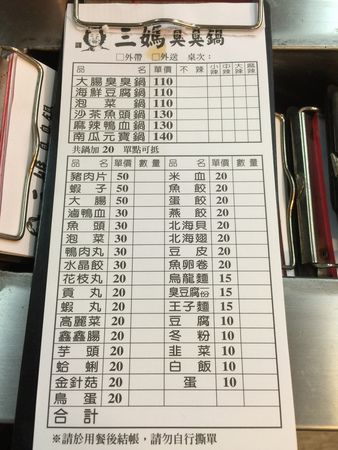 三媽臭臭鍋
□外帶 □外送 桌次：
品名 單價 不辣 小辣 中辣 大辣 麻辣
大腸臭臭鍋 110
海鮮豆腐鍋 110
泡菜鍋 110
沙茶魚頭鍋 130
麻辣鴨血鍋 130
南瓜元寶鍋 140
共鍋加20 單點可抵
品名 單價 數量 品名 單價 數量
豬肉片 50 米血 20
蝦子 50 魚餃 20
大腸 50 蛋餃 20
滷鴨血 30 燕餃 20
魚頭 30 北海貝 20
泡菜 30 北海翅 20
鴨肉丸 30 豆皮 20
水晶餃 30 魚卵卷 20
花枝丸 20 烏龍麵 15
貢丸 20 臭豆腐(份) 15
蝦丸 20 王子麵 15
高麗菜 20 豆腐 10
鑫鑫腸 20 冬粉 10
芋頭 20 韭菜 10
蛤蜊 20 白飯 10
金針菇 20 蛋 10
鳥蛋 20
合計
※請於用餐後結帳，請勿自行撕單